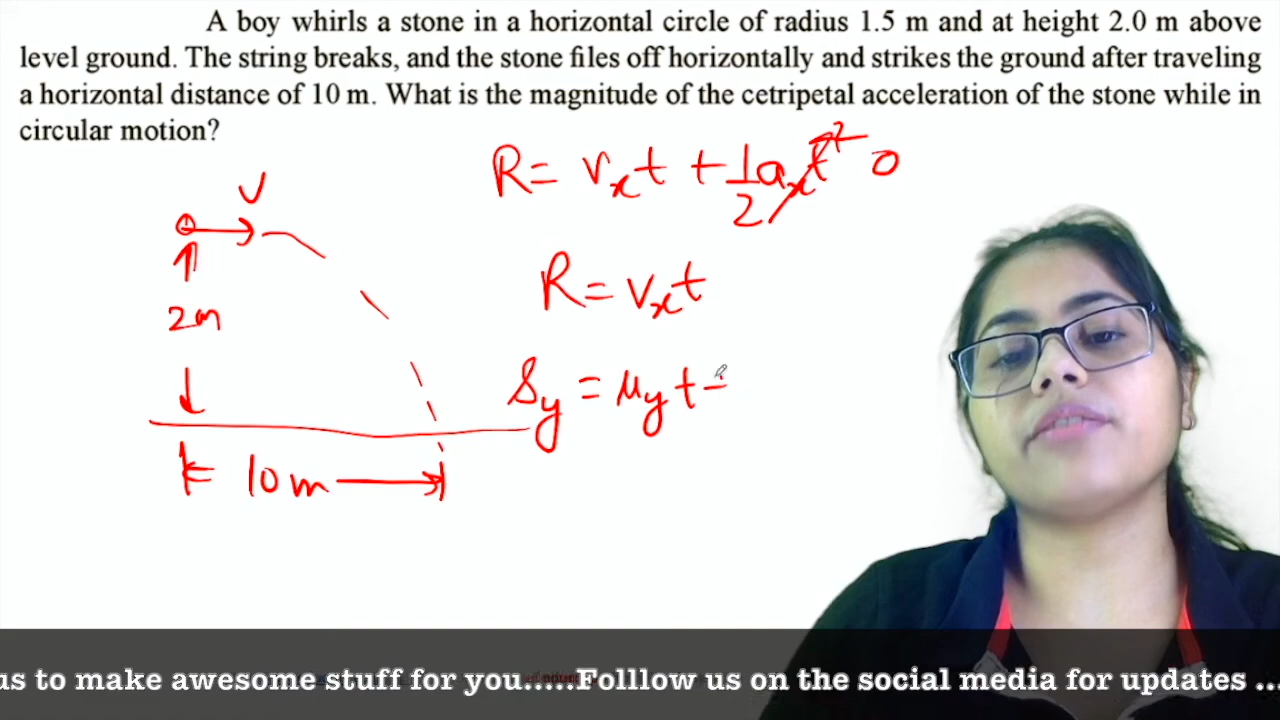 A boy whirls a stone in a horizontal circle of radius 1.5 m and at height 2.0 m above
level ground. The string breaks, and the stone files off horizontally and strikes the ground after traveling
a horizontal distance of 10 m. What is the magnitude of the cetripetal acceleration of the stone while in
circular motion?
R = vₓt + 1/2 aₓt² 0
V
R = vₓt
2m
Sy = uy t -
10m
us to make awesome stuff for you.....Folllow us on the social media for updates ...